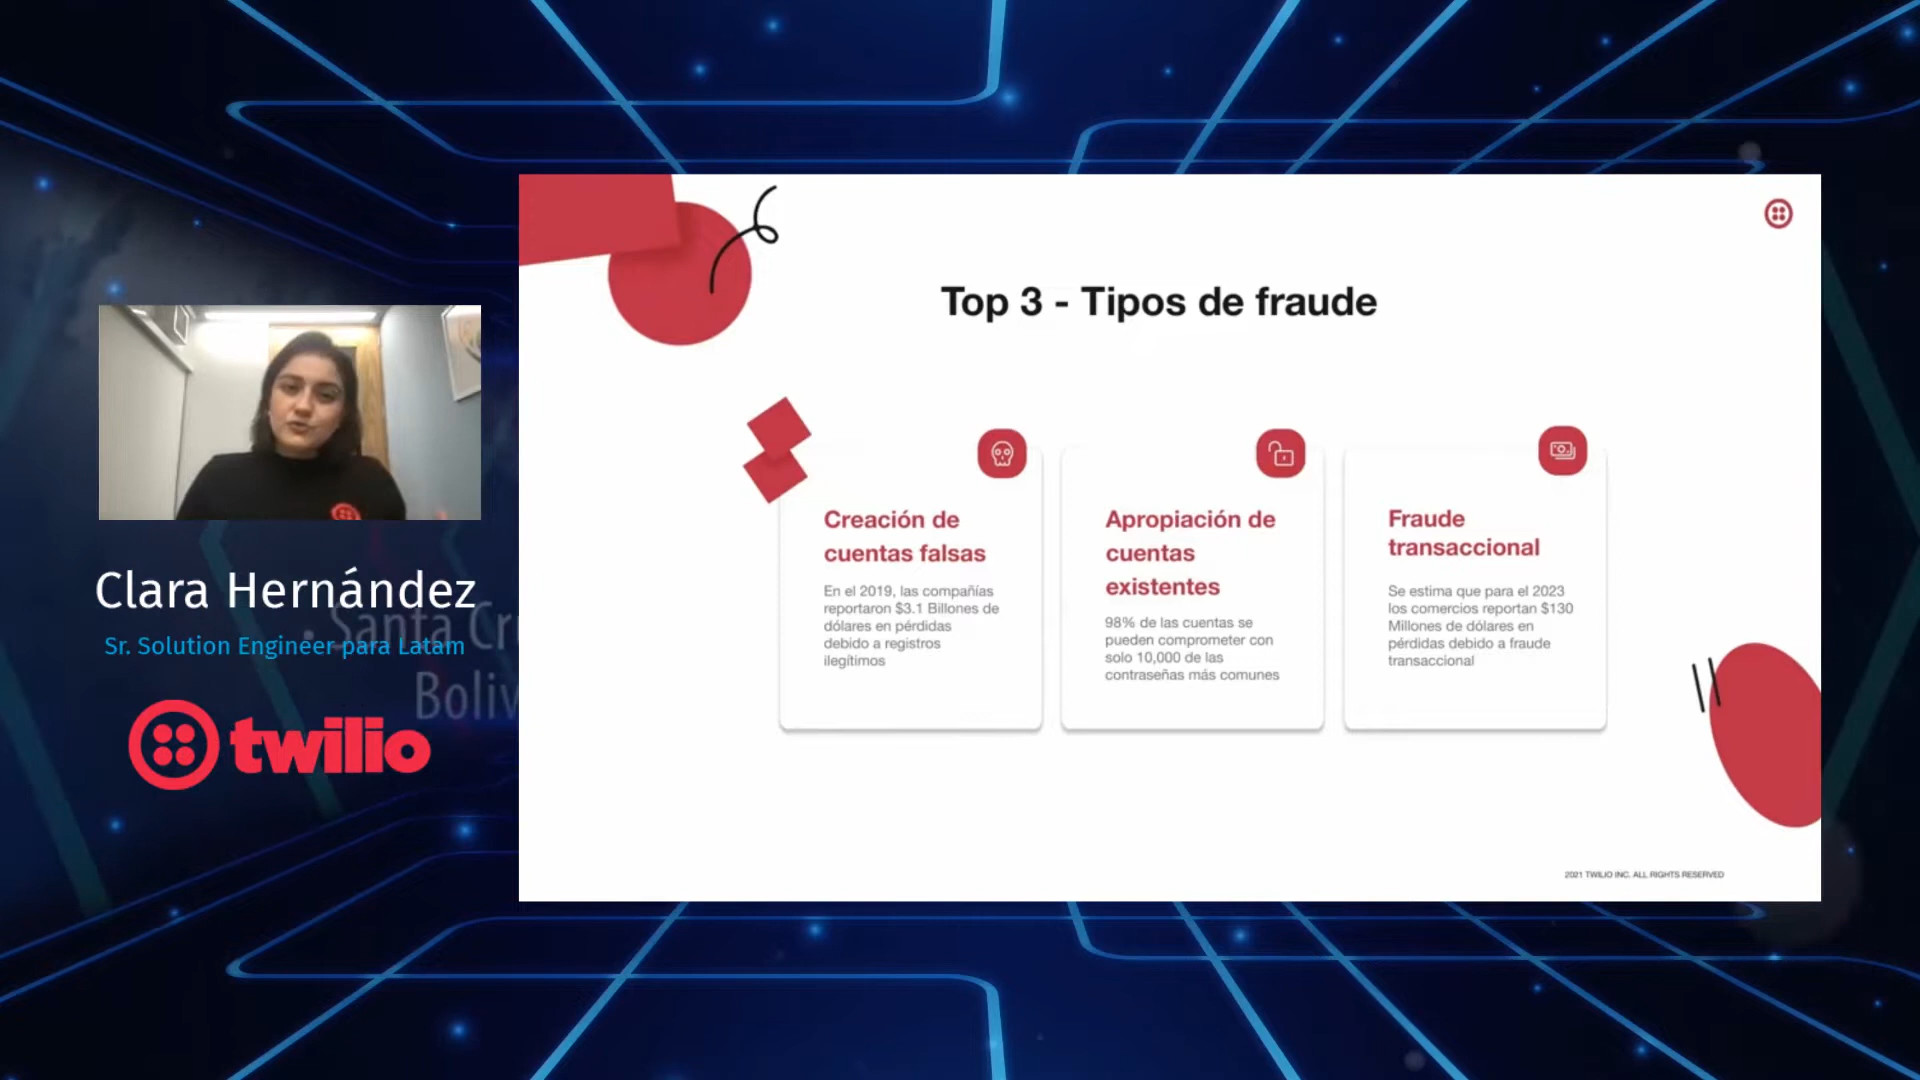 Top 3 - Tipos de fraude
Creación de
cuentas falsas
En el 2019, las compañías
reportaron $3.1 Billones de
dólares en pérdidas
debido a registros
ilegítimos
Apropiación de
cuentas
existentes
98% de las cuentas se
pueden comprometer con
solo 10,000 de las
contraseñas más comunes
Fraude
transaccional
Se estima que para el 2023
los comercios reportan $130
Millones de dólares en
pérdidas debido a fraude
transaccional
2021 TWILIO INC. ALL RIGHTS RESERVED
Clara Hernández
Sr. Solution Engineer para Latam
Santa Cr
Boliv
twilio